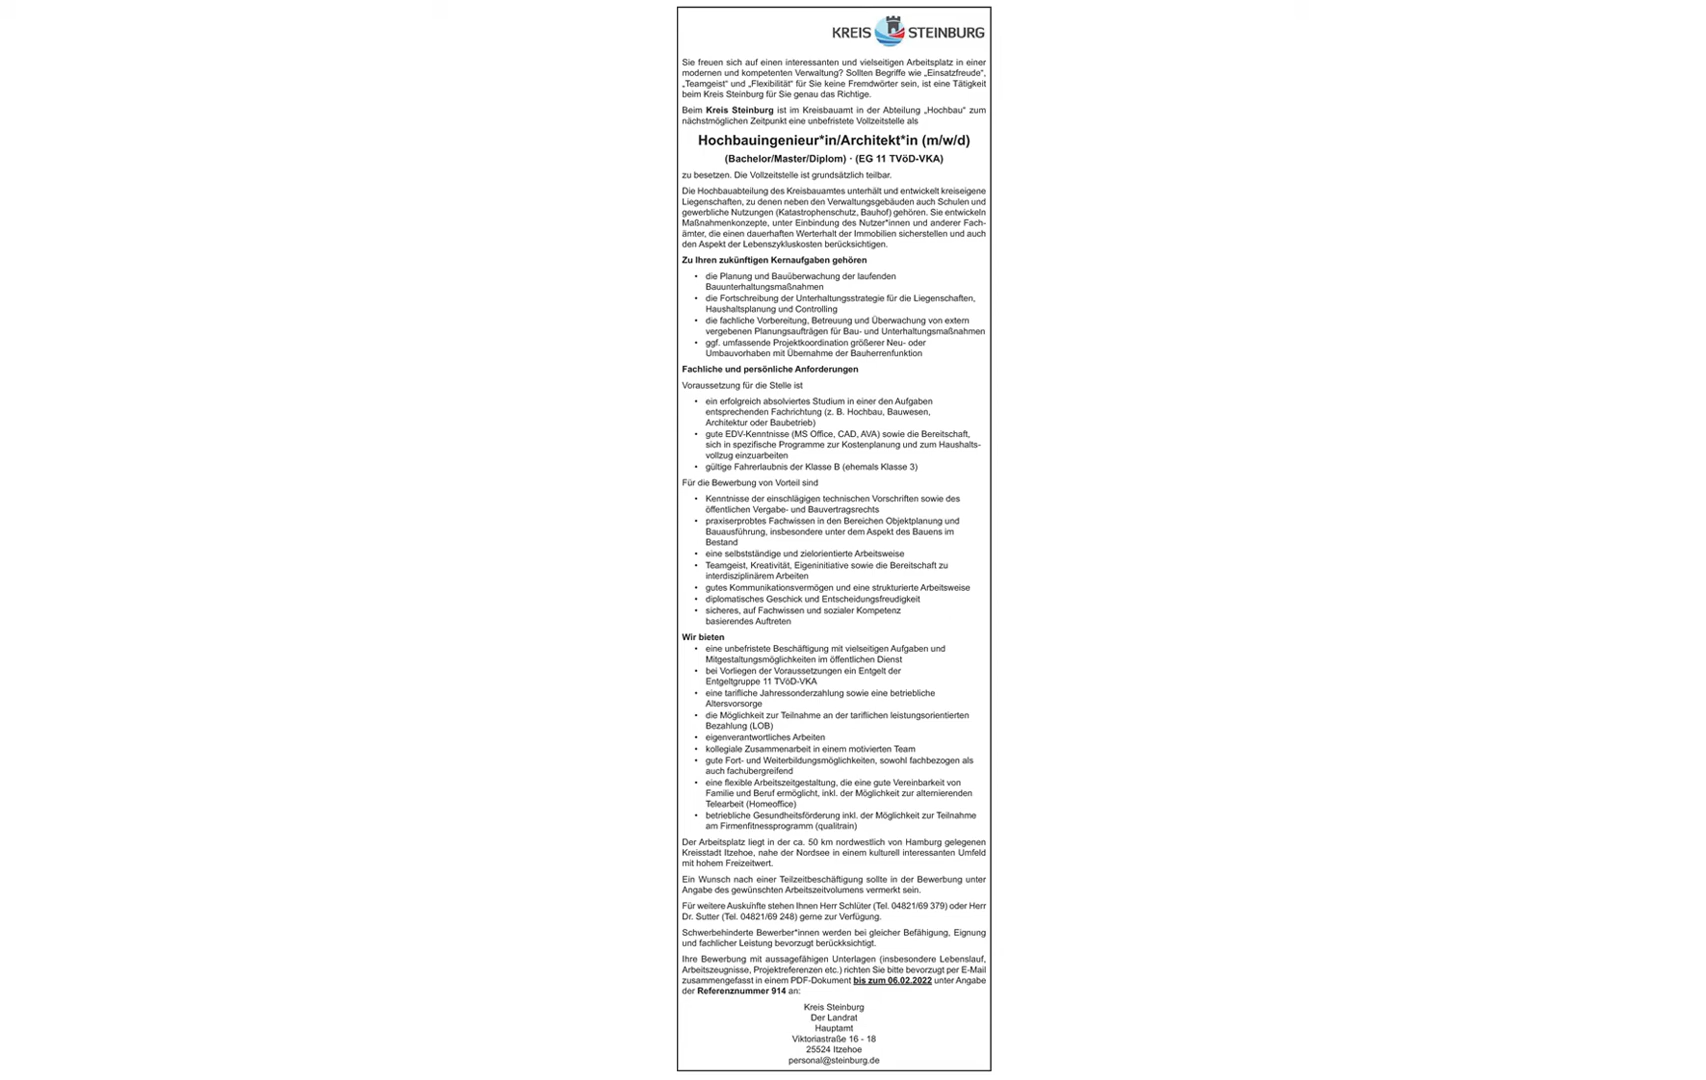 KREIS STEINBURG
Sie freuen sich auf einen interessanten und vielseitigen Arbeitsplatz in einer
modernen und kompetenten Verwaltung? Sollten Begriffe wie „Einsatzfreude“,
„Teamgeist“ und „Flexibilität“ für Sie keine Fremdwörter sein, ist eine Tätigkeit
beim Kreis Steinburg für Sie genau das Richtige.
Beim Kreis Steinburg ist im Kreisbauamt in der Abteilung „Hochbau“ zum
nächstmöglichen Zeitpunkt eine unbefristete Vollzeitstelle als
Hochbauingenieur*in/Architekt*in (m/w/d)
(Bachelor/Master/Diplom) · (EG 11 TVöD-VKA)
zu besetzen. Die Vollzeitstelle ist grundsätzlich teilbar.
Die Hochbauabteilung des Kreisbauamtes unterhält und entwickelt kreiseigene
Liegenschaften, zu denen neben den Verwaltungsgebäuden auch Schulen und
gewerbliche Nutzungen (Katastrophenschutz, Bauhof) gehören. Sie entwickeln
Maßnahmenkonzepte, unter Einbindung des Nutzer*innen und anderer Fach-
ämter, die einen dauerhaften Werterhalt der Immobilien sicherstellen und auch
den Aspekt der Lebenszykluskosten berücksichtigen.
Zu Ihren zukünftigen Kernaufgaben gehören
• die Planung und Bauüberwachung der laufenden
Bauunterhaltungsmaßnahmen
• die Fortschreibung der Unterhaltungsstrategie für die Liegenschaften,
Haushaltsplanung und Controlling
• die fachliche Vorbereitung, Betreuung und Überwachung von extern
vergebenen Planungsaufträgen für Bau- und Unterhaltungsmaßnahmen
• ggf. umfassende Projektkoordination größerer Neu- oder
Umbauvorhaben mit Übernahme der Bauherrenfunktion
Fachliche und persönliche Anforderungen
Voraussetzung für die Stelle ist
• ein erfolgreich absolviertes Studium in einer den Aufgaben
entsprechenden Fachrichtung (z. B. Hochbau, Bauwesen,
Architektur oder Baubetrieb)
• gute EDV-Kenntnisse (MS Office, CAD, AVA) sowie die Bereitschaft,
sich in spezifische Programme zur Kostenplanung und zum Haushalts-
vollzug einzuarbeiten
• gültige Fahrerlaubnis der Klasse B (ehemals Klasse 3)
Für die Bewerbung von Vorteil sind
• Kenntnisse der einschlägigen technischen Vorschriften sowie des
öffentlichen Vergabe- und Bauvertragsrechts
• praxiserprobtes Fachwissen in den Bereichen Objektplanung und
Bauausführung, insbesondere unter dem Aspekt des Bauens im
Bestand
• eine selbstständige und zielorientierte Arbeitsweise
• Teamgeist, Kreativität, Eigeninitiative sowie die Bereitschaft zu
interdisziplinärem Arbeiten
• gutes Kommunikationsvermögen und eine strukturierte Arbeitsweise
• diplomatisches Geschick und Entscheidungsfreudigkeit
• sicheres, auf Fachwissen und sozialer Kompetenz
basierendes Auftreten
Wir bieten
• eine unbefristete Beschäftigung mit vielseitigen Aufgaben und
Mitgestaltungsmöglichkeiten im öffentlichen Dienst
• bei Vorliegen der Voraussetzungen ein Entgelt der
Entgeltgruppe 11 TVöD-VKA
• eine tarifliche Jahressonderzahlung sowie eine betriebliche
Altersvorsorge
• die Möglichkeit zur Teilnahme an der tariflichen leistungsorientierten
Bezahlung (LOB)
• eigenverantwortliches Arbeiten
• kollegiale Zusammenarbeit in einem motivierten Team
• gute Fort- und Weiterbildungsmöglichkeiten, sowohl fachbezogen als
auch fachübergreifend
• eine flexible Arbeitszeitgestaltung, die eine gute Vereinbarkeit von
Familie und Beruf ermöglicht, inkl. der Möglichkeit zur alternierenden
Telearbeit (Homeoffice)
• betriebliche Gesundheitsförderung inkl. der Möglichkeit zur Teilnahme
am Firmenfitnessprogramm (qualitrain)
Der Arbeitsplatz liegt in der ca. 50 km nordwestlich von Hamburg gelegenen
Kreisstadt Itzehoe, nahe der Nordsee in einem kulturell interessanten Umfeld
mit hohem Freizeitwert.
Ein Wunsch nach einer Teilzeitbeschäftigung sollte in der Bewerbung unter
Angabe des gewünschten Arbeitszeitvolumens vermerkt sein.
Für weitere Auskünfte stehen Ihnen Herr Schlüter (Tel. 04821/69 379) oder Herr
Dr. Sutter (Tel. 04821/69 248) gerne zur Verfügung.
Schwerbehinderte Bewerber*innen werden bei gleicher Befähigung, Eignung
und fachlicher Leistung bevorzugt berückksichtigt.
Ihre Bewerbung mit aussagefähigen Unterlagen (insbesondere Lebenslauf,
Arbeitszeugnisse, Projektreferenzen etc.) richten Sie bitte bevorzugt per E-Mail
zusammengefasst in einem PDF-Dokument bis zum 06.02.2022 unter Angabe
der Referenznummer 914 an:
Kreis Steinburg
Der Landrat
Hauptamt
Viktoriastraße 16 - 18
25524 Itzehoe
personal@steinburg.de